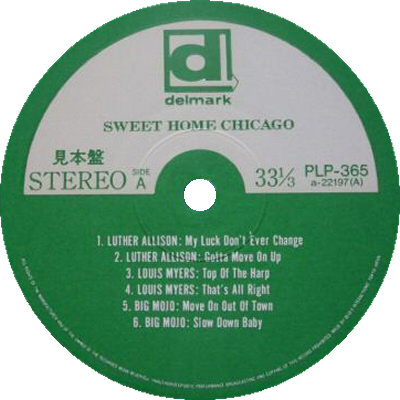 d
delmark
SWEET HOME CHICAGO
見本盤
STEREO SIDE A 33⅓ PLP-365
a-22197(A)
1. LUTHER ALLISON: My Luck Don't Ever Change
2. LUTHER ALLISON: Gotta Move On Up
3. LOUIS MYERS: Top Of The Harp
4. LOUIS MYERS: That's All Right
5. BIG MOJO: Move On Out Of Town
6. BIG MOJO: Slow Down Baby